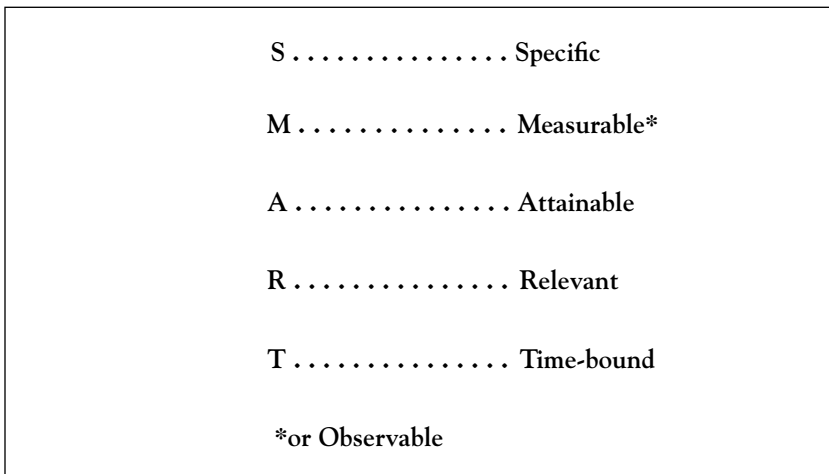 S . . . . . . . . . . . . . . . Specific
M . . . . . . . . . . . . . . Measurable*
A . . . . . . . . . . . . . . . Attainable
R . . . . . . . . . . . . . . . Relevant
T . . . . . . . . . . . . . . . Time-bound
*or Observable